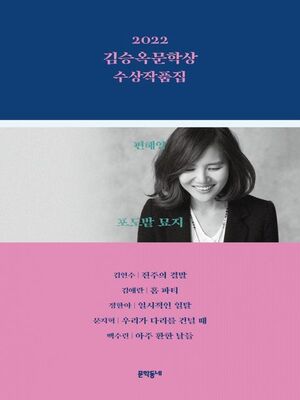 2022
김승옥문학상
수상작품집
편혜영
포도밭 묘지
김연수 | 진주의 결말
김애란 | 홈 파티
정한아 | 일시적인 일탈
문지혁 | 우리가 다리를 건널 때
백수린 | 아주 환한 날들
문학동네